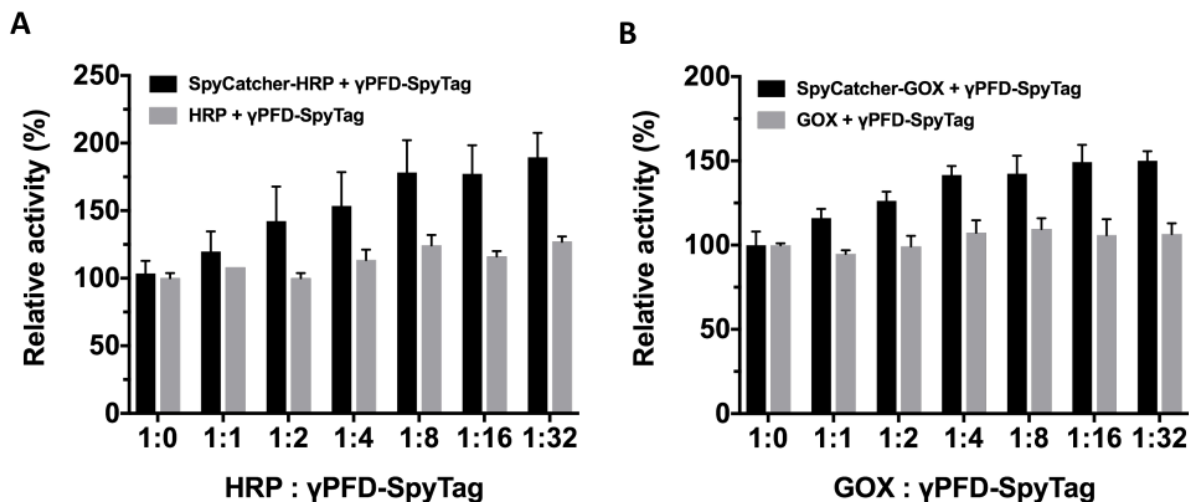 A
250
200
150
100
50
0
Relative activity (%)
SpyCatcher-HRP + γPFD-SpyTag
HRP + γPFD-SpyTag
1:0 1:1 1:2 1:4 1:8 1:16 1:32
HRP : γPFD-SpyTag
B
200
150
100
50
0
Relative activity (%)
SpyCatcher-GOX + γPFD-SpyTag
GOX + γPFD-SpyTag
1:0 1:1 1:2 1:4 1:8 1:16 1:32
GOX : γPFD-SpyTag